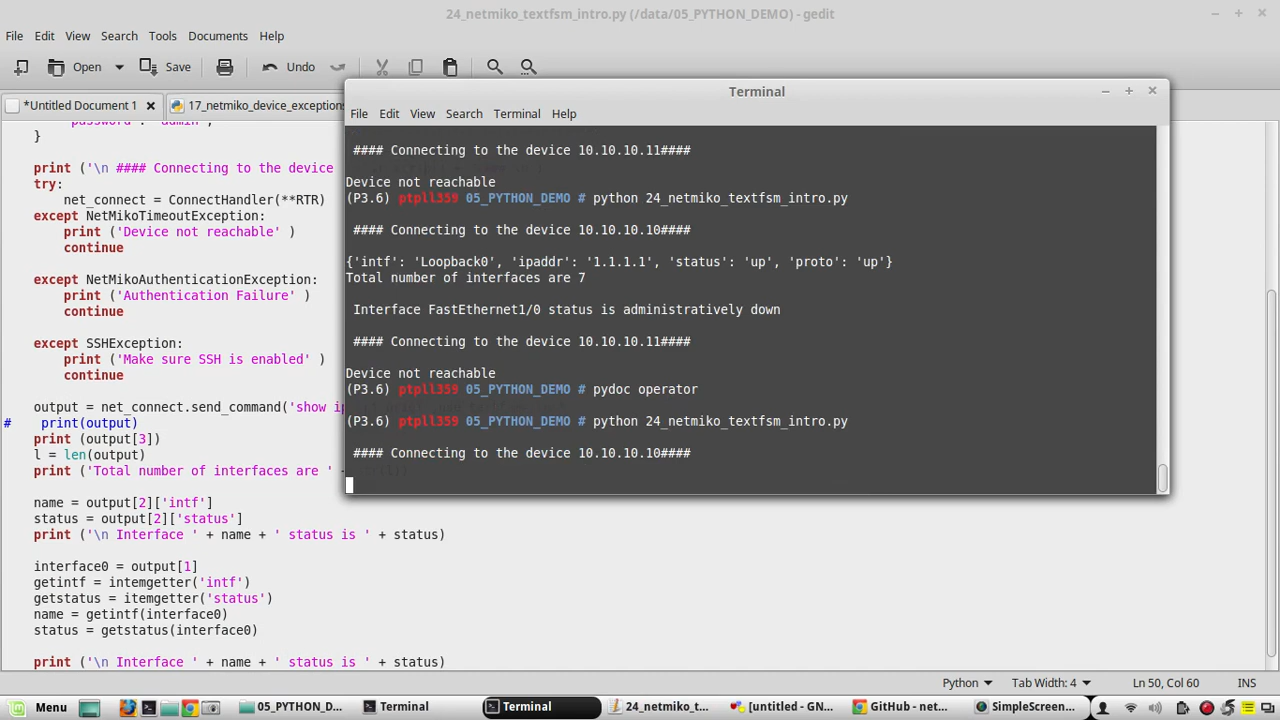 24_netmiko_textfsm_intro.py (/data/05_PYTHON_DEMO) - gedit
File Edit View Search Tools Documents Help
Open Save Undo
*Untitled Document 1 17_netmiko_device_exceptions
'password': 'admin',
}
print ('\n #### Connecting to the device
try:
net_connect = ConnectHandler(**RTR)
except NetMikoTimeoutException:
print ('Device not reachable' )
continue
except NetMikoAuthenticationException:
print ('Authentication Failure' )
continue
except SSHException:
print ('Make sure SSH is enabled' )
continue
output = net_connect.send_command('show ip
# print(output)
print (output[3])
l = len(output)
print ('Total number of interfaces are ' +
name = output[2]['intf']
status = output[2]['status']
print ('\n Interface ' + name + ' status is ' + status)
interface0 = output[1]
getintf = intemgetter('intf')
getstatus = itemgetter('status')
name = getintf(interface0)
status = getstatus(interface0)
print ('\n Interface ' + name + ' status is ' + status)
Terminal
File Edit View Search Terminal Help
#### Connecting to the device 10.10.10.11####
Device not reachable
(P3.6) ptpll359 05_PYTHON_DEMO # python 24_netmiko_textfsm_intro.py
#### Connecting to the device 10.10.10.10####
{'intf': 'Loopback0', 'ipaddr': '1.1.1.1', 'status': 'up', 'proto': 'up'}
Total number of interfaces are 7
Interface FastEthernet1/0 status is administratively down
#### Connecting to the device 10.10.10.11####
Device not reachable
(P3.6) ptpll359 05_PYTHON_DEMO # pydoc operator
(P3.6) ptpll359 05_PYTHON_DEMO # python 24_netmiko_textfsm_intro.py
#### Connecting to the device 10.10.10.10####
Python Tab Width: 4 Ln 50, Col 60 INS
Menu 05_PYTHON_D... Terminal Terminal 24_netmiko_t... [untitled - GN... GitHub - net... SimpleScreen...